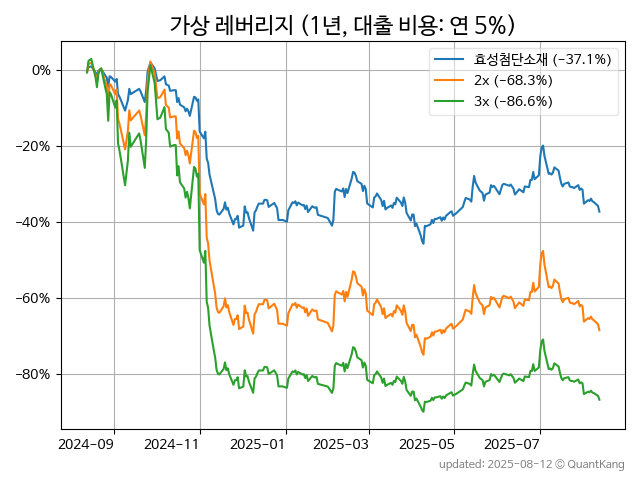 가상 레버리지 (1년, 대출 비용: 연 5%)
효성첨단소재 (−37.1%)
2x (−68.3%)
3x (−86.6%)
0%
−20%
−40%
−60%
−80%
2024-09 2024-11 2025-01 2025-03 2025-05 2025-07
updated: 2025-08-12 © QuantKang